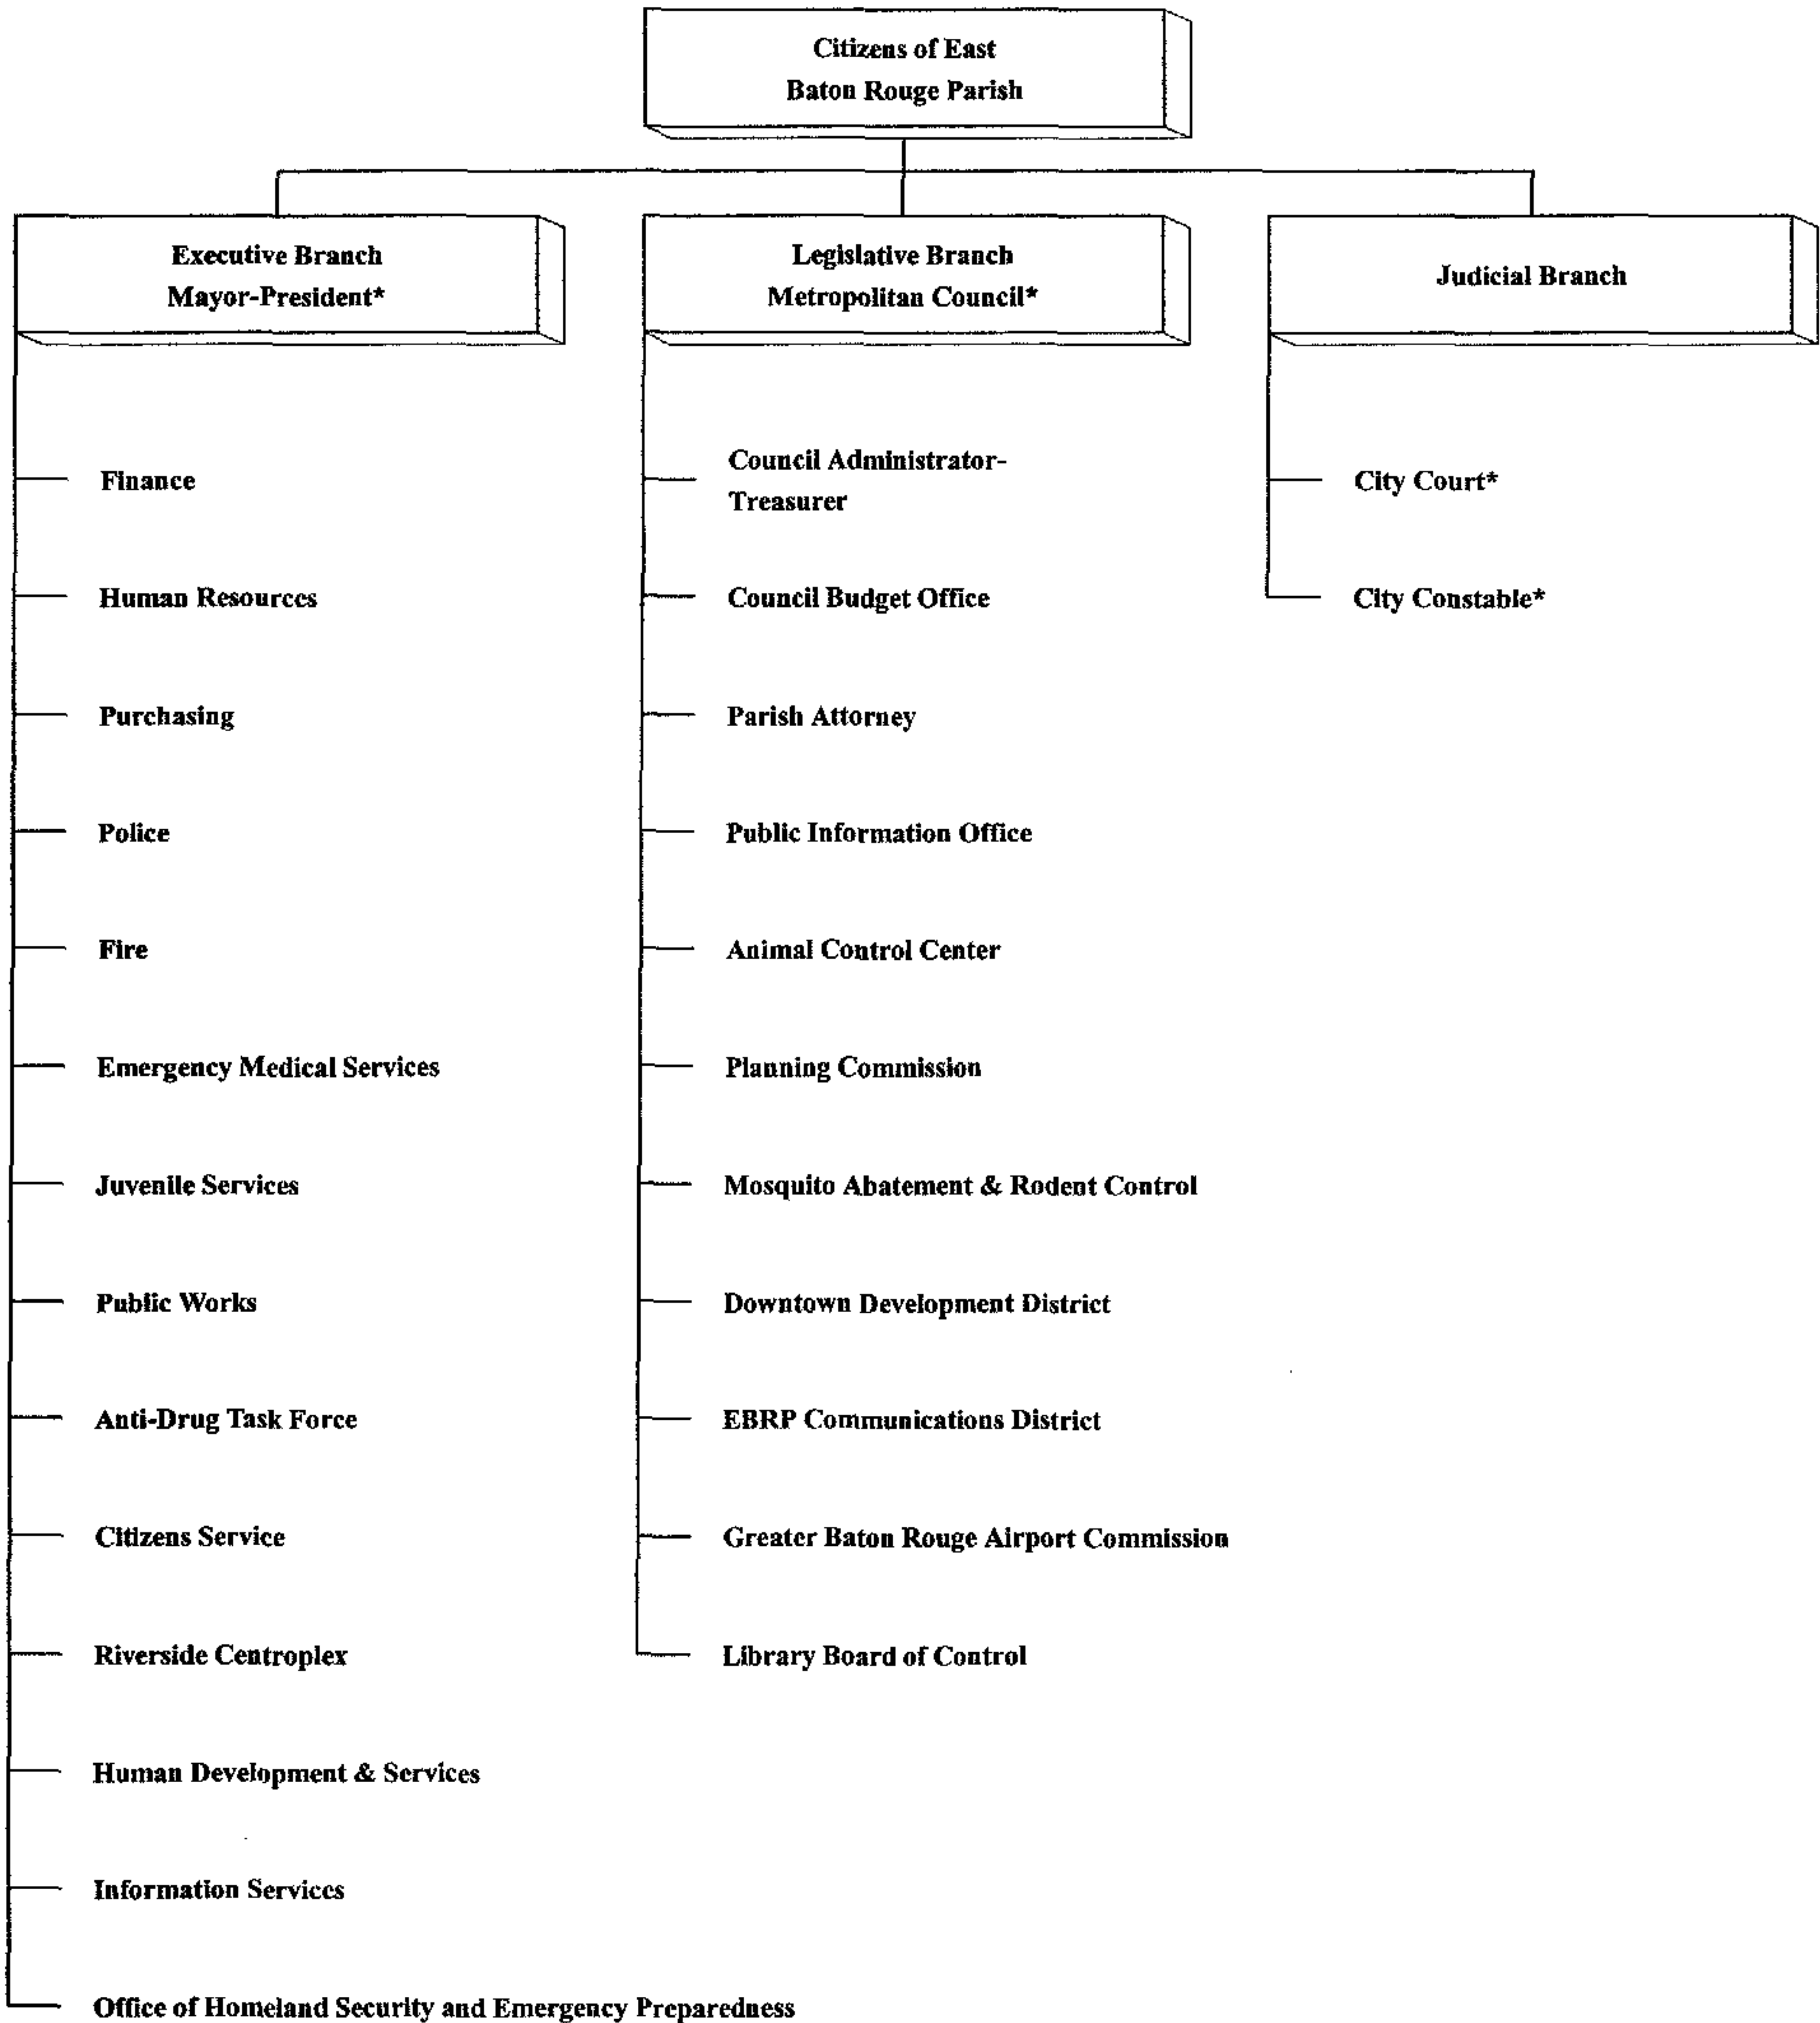 Citizens of East
Baton Rouge Parish
Executive Branch
Mayor-President*
Legislative Branch
Metropolitan Council*
Judicial Branch
Finance
Human Resources
Purchasing
Police
Fire
Emergency Medical Services
Juvenile Services
Public Works
Anti-Drug Task Force
Citizens Service
Riverside Centroplex
Human Development & Services
Information Services
Office of Homeland Security and Emergency Preparedness
Council Administrator-
Treasurer
Council Budget Office
Parish Attorney
Public Information Office
Animal Control Center
Planning Commission
Mosquito Abatement & Rodent Control
Downtown Development District
EBRP Communications District
Greater Baton Rouge Airport Commission
Library Board of Control
City Court*
City Constable*